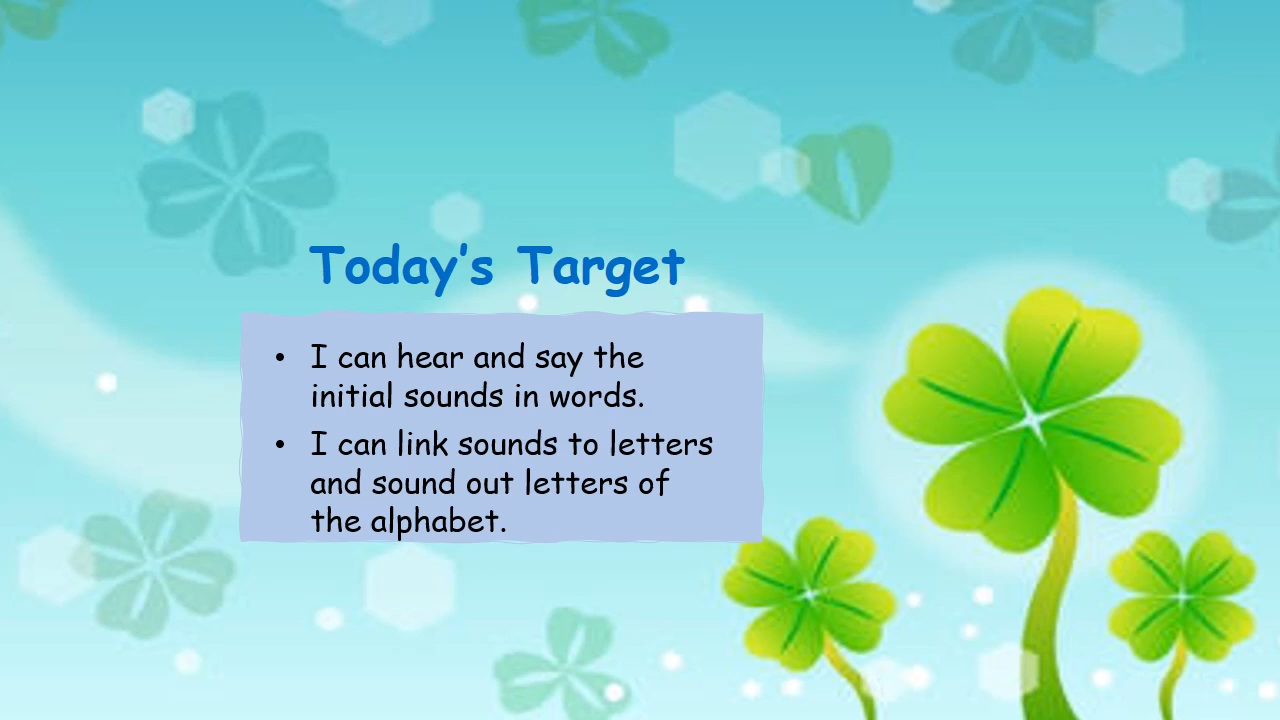 Today's Target
• I can hear and say the
initial sounds in words.
• I can link sounds to letters
and sound out letters of
the alphabet.